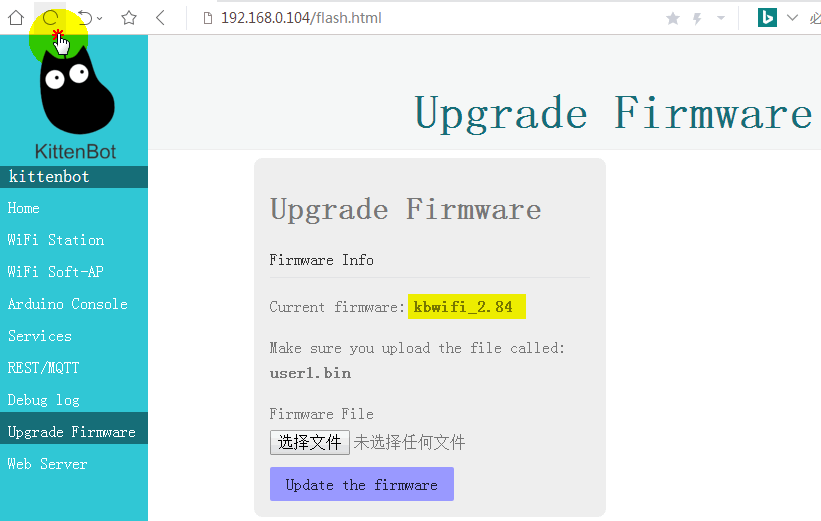 192.168.0.104/flash.html
KittenBot
kittenbot
Home
WiFi Station
WiFi Soft-AP
Arduino Console
Services
REST/MQTT
Debug log
Upgrade Firmware
Web Server
Upgrade Firmware
Upgrade Firmware
Firmware Info
Current firmware: kbwifi_2.84
Make sure you upload the file called:
user1.bin
Firmware File
选择文件 未选择任何文件
Update the firmware